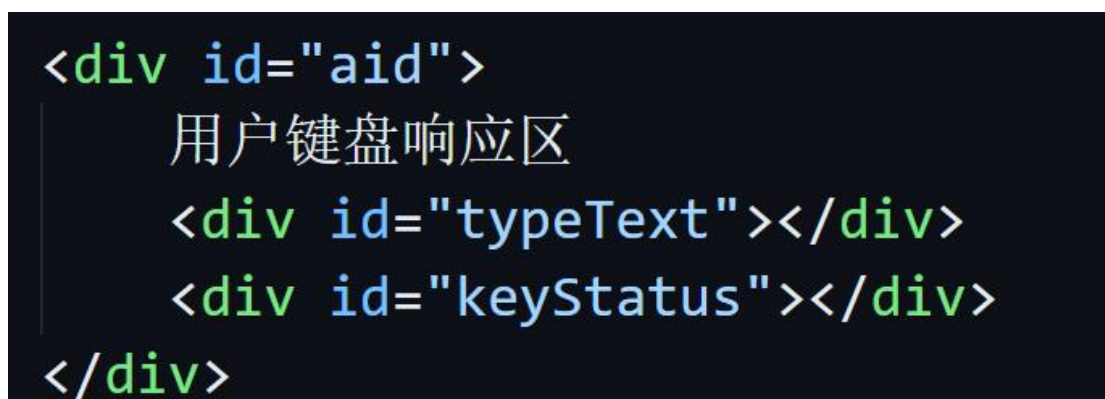 <div id="aid">
用户键盘响应区
<div id="typeText"></div>
<div id="keyStatus"></div>
</div>